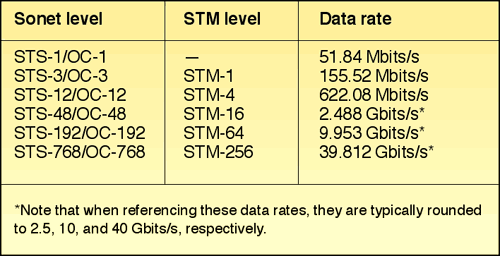 Sonet level STM level Data rate
STS-1/OC-1 — 51.84 Mbits/s
STS-3/OC-3 STM-1 155.52 Mbits/s
STS-12/OC-12 STM-4 622.08 Mbits/s
STS-48/OC-48 STM-16 2.488 Gbits/s*
STS-192/OC-192 STM-64 9.953 Gbits/s*
STS-768/OC-768 STM-256 39.812 Gbits/s*
*Note that when referencing these data rates, they are typically rounded
to 2.5, 10, and 40 Gbits/s, respectively.